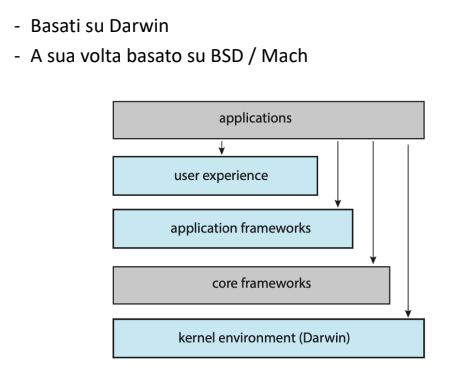 - Basati su Darwin
- A sua volta basato su BSD / Mach
applications
user experience
application frameworks
core frameworks
kernel environment (Darwin)